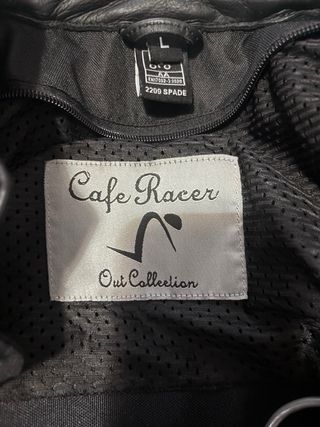 L
AA
2209 SPADE
Cafe Racer
Out Collection